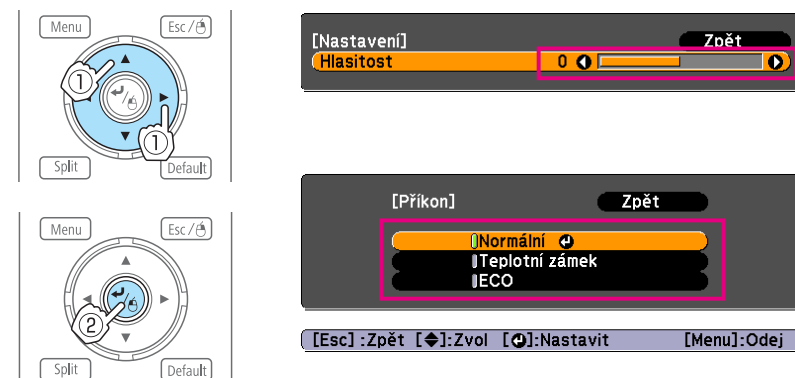 Menu
Esc/
1
1
Split
Default
[Nastavení] Zpět
Hlasitost 0
Menu
Esc/
2
Split
Default
[Příkon] Zpět
Normální
Teplotní zámek
ECO
[Esc] :Zpět [◆]:Zvol [↵]:Nastavit [Menu]:Odej